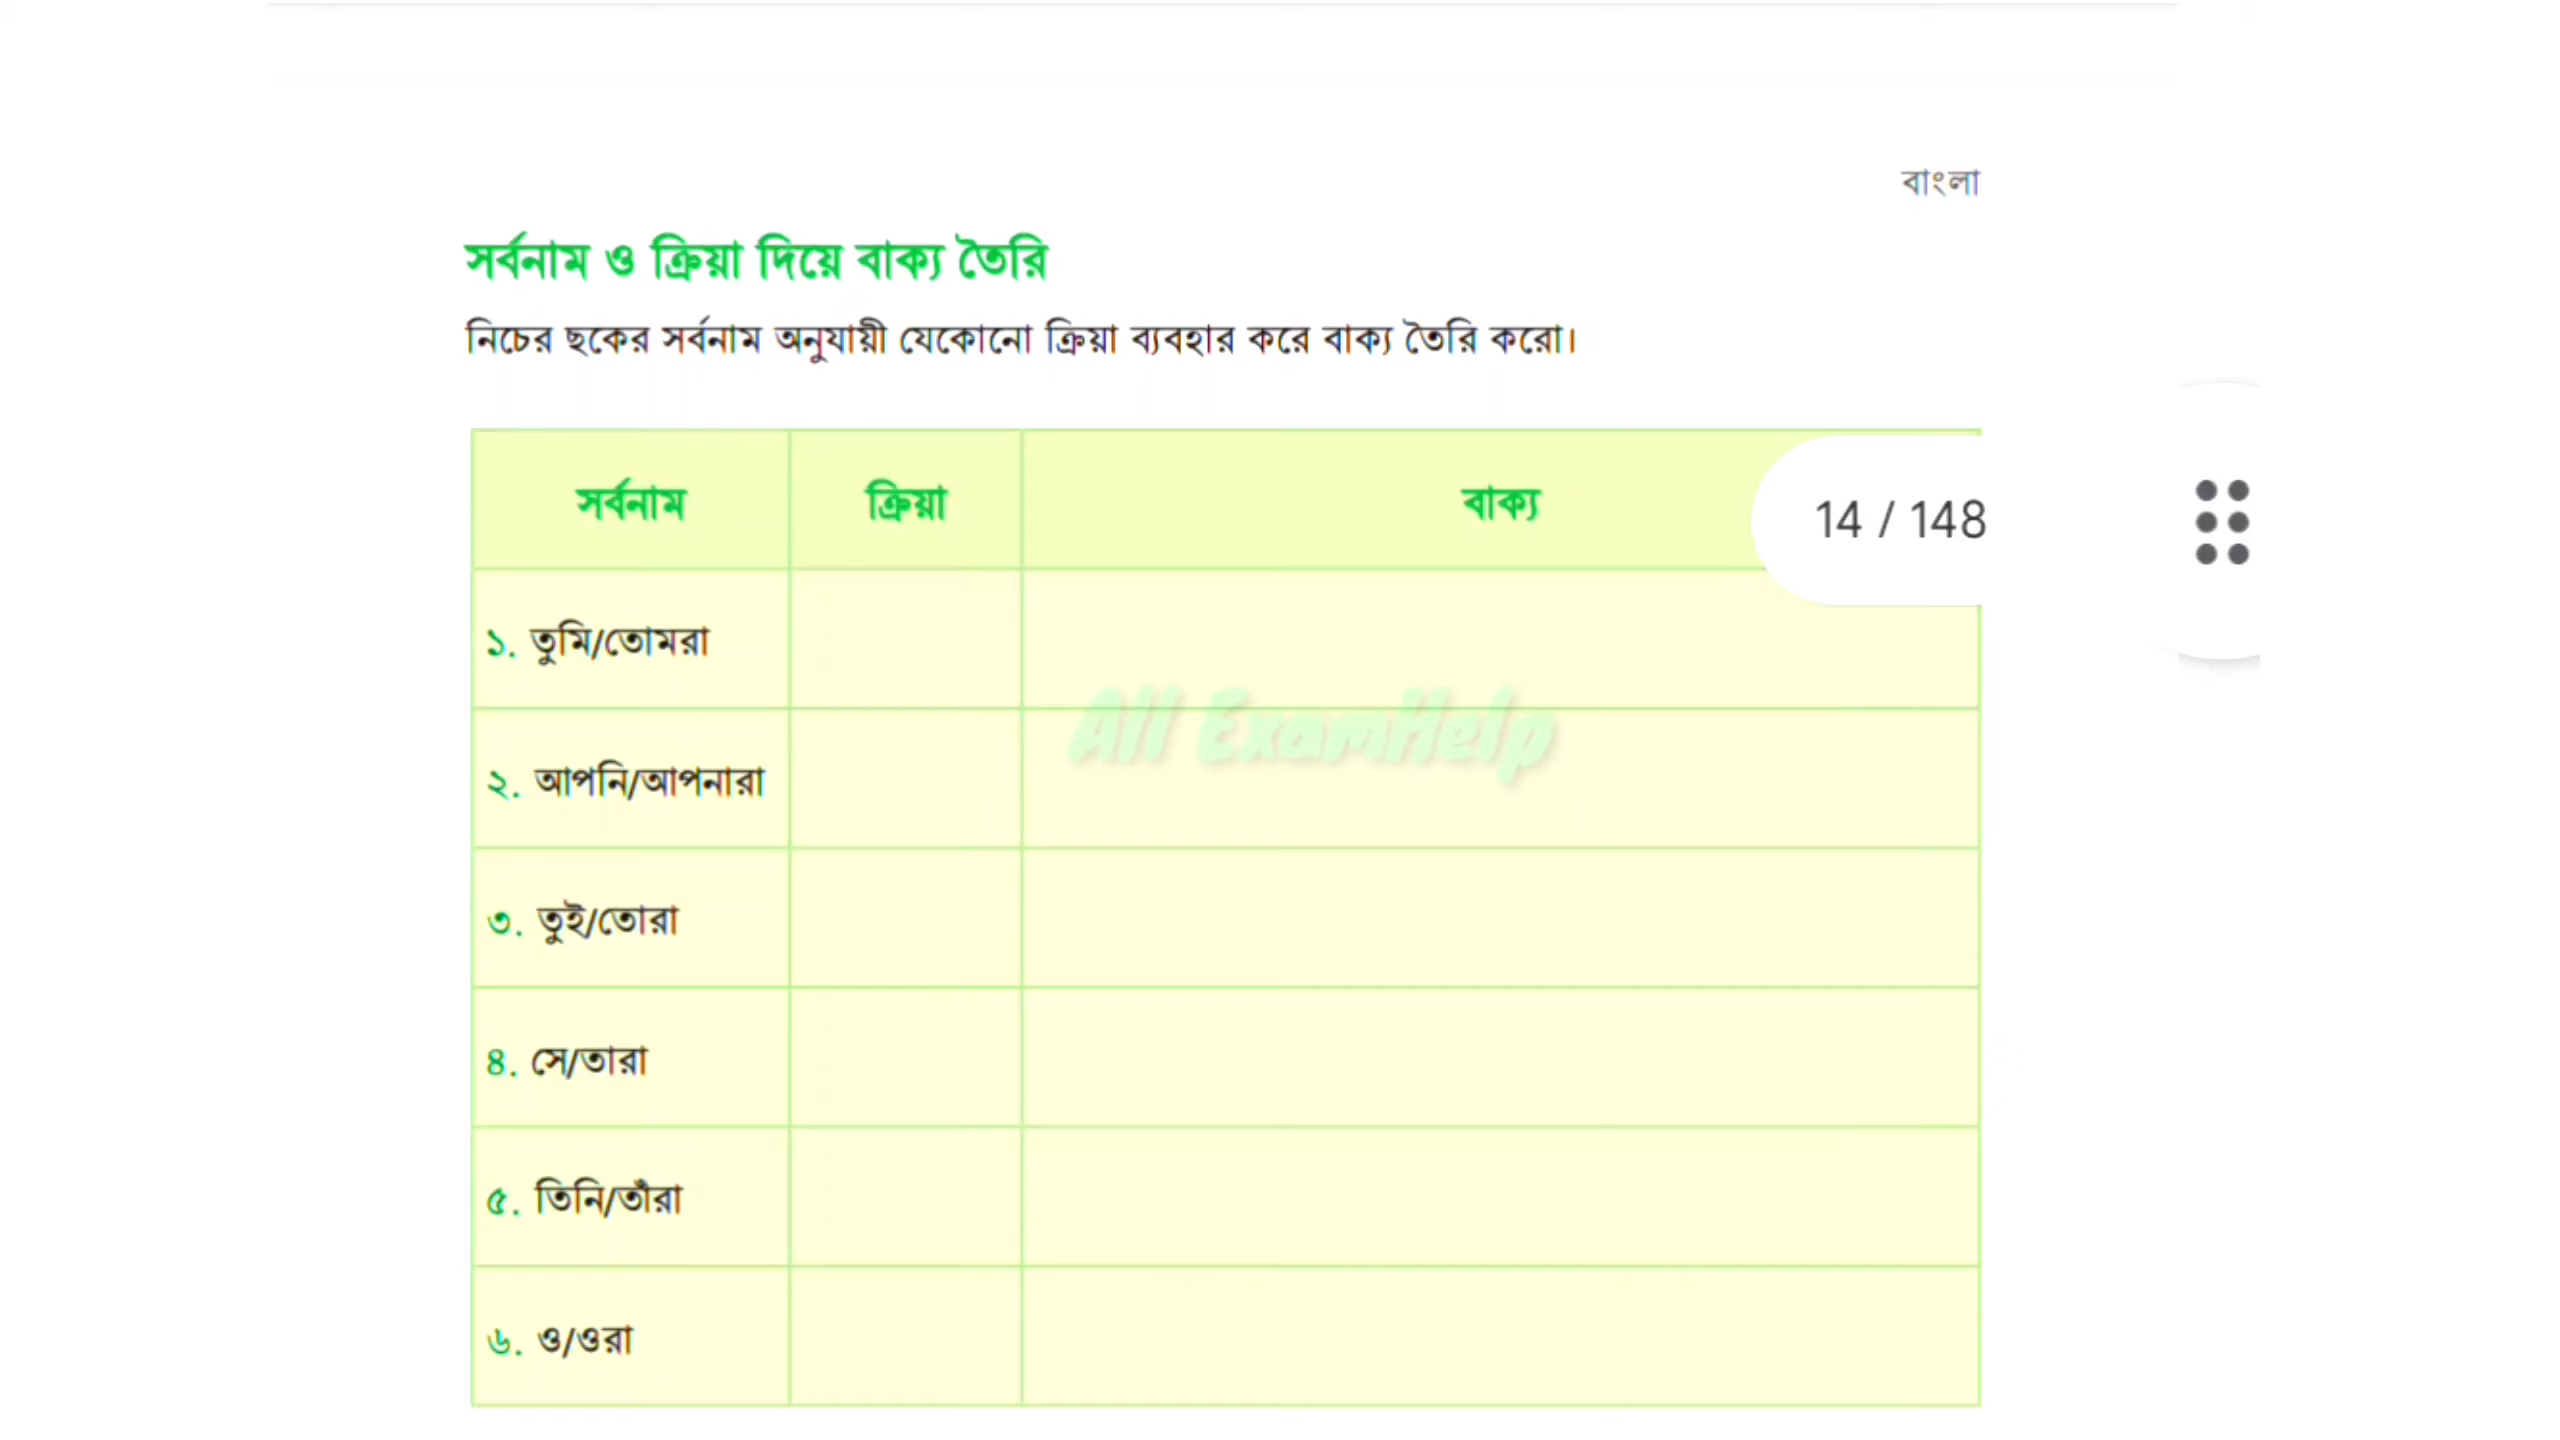 বাংলা
সর্বনাম ও ক্রিয়া দিয়ে বাক্য তৈরি
নিচের ছকের সর্বনাম অনুযায়ী যেকোনো ক্রিয়া ব্যবহার করে বাক্য তৈরি করো।
সর্বনাম ক্রিয়া বাক্য
14 / 148
১. তুমি/তোমরা
All ExamHelp
২. আপনি/আপনারা
৩. তুই/তোরা
৪. সে/তারা
৫. তিনি/তাঁরা
৬. ও/ওরা